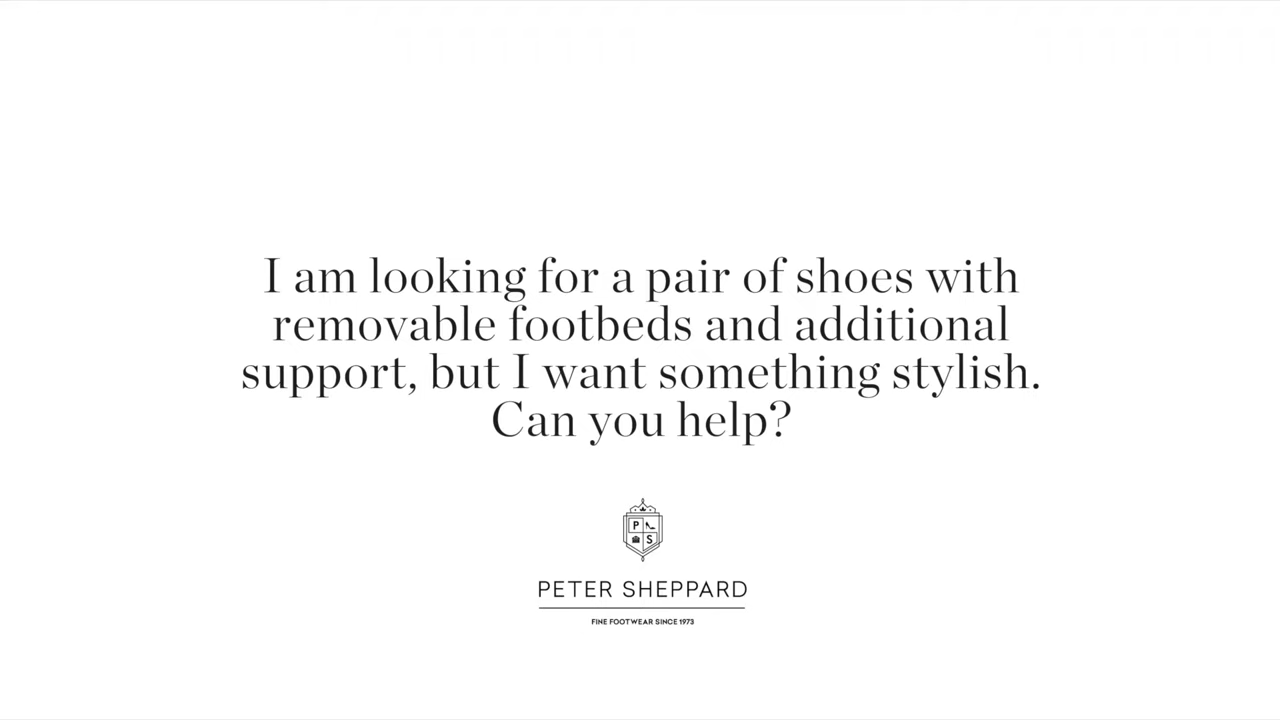 I am looking for a pair of shoes with
removable footbeds and additional
support, but I want something stylish.
Can you help?
P
S
PETER SHEPPARD
FINE FOOTWEAR SINCE 1973